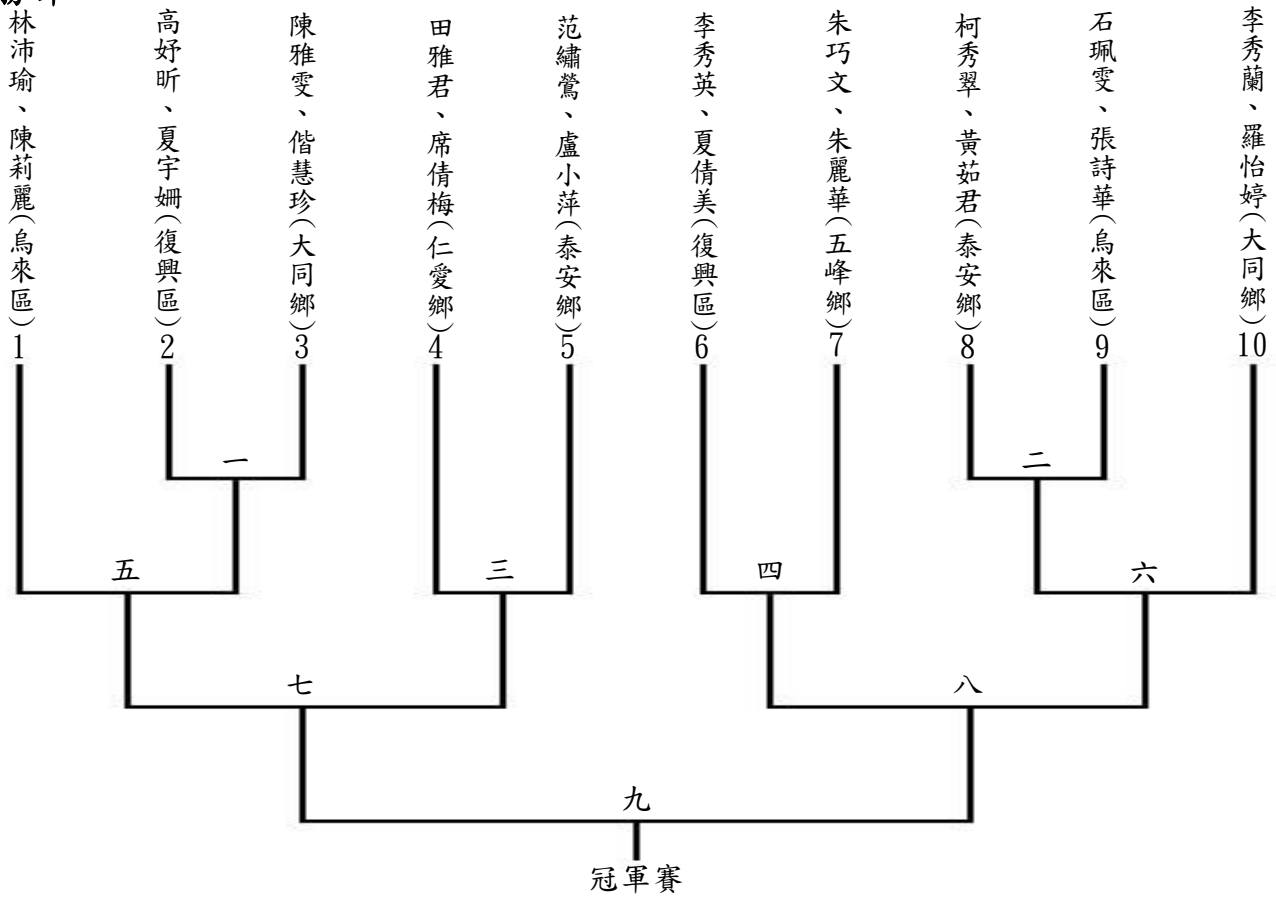 林沛瑜、陳莉麗(烏來區)1
高妤昕、夏宇姍(復興區)2
陳雅雯、偕慧珍(大同鄉)3
田雅君、席倩梅(仁愛鄉)4
范繡鶯、盧小萍(泰安鄉)5
李秀英、夏倩美(復興區)6
朱巧文、朱麗華(五峰鄉)7
柯秀翠、黃茹君(泰安鄉)8
石珮雯、張詩華(烏來區)9
李秀蘭、羅怡婷(大同鄉)10
一
二
五
三
四
六
七
八
九
冠軍賽